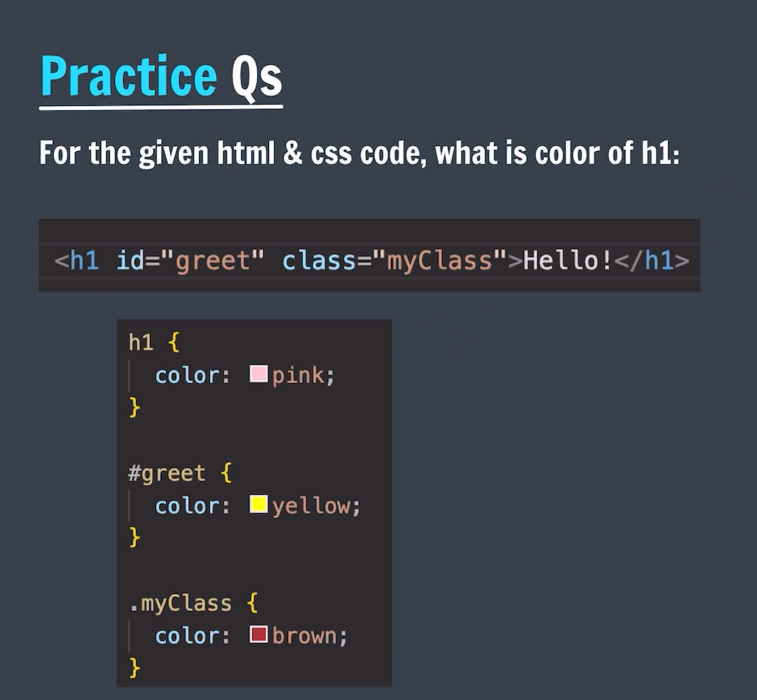 Practice Qs
For the given html & css code, what is color of h1:
<h1 id="greet" class="myClass">Hello!</h1>
h1 {
color: pink;
}
#greet {
color: yellow;
}
.myClass {
color: brown;
}